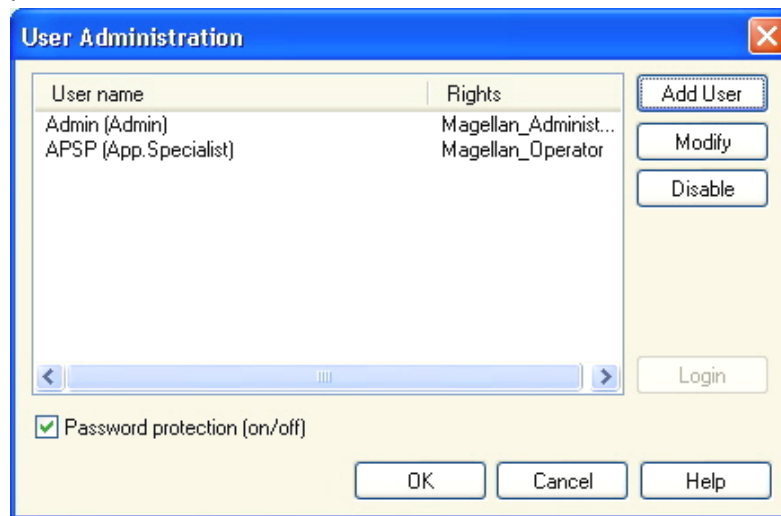 User Administration
User name Rights
Admin (Admin) Magellan_Administ...
APSP (App.Specialist) Magellan_Operator
Add User
Modify
Disable
Login
Password protection (on/off)
OK Cancel Help